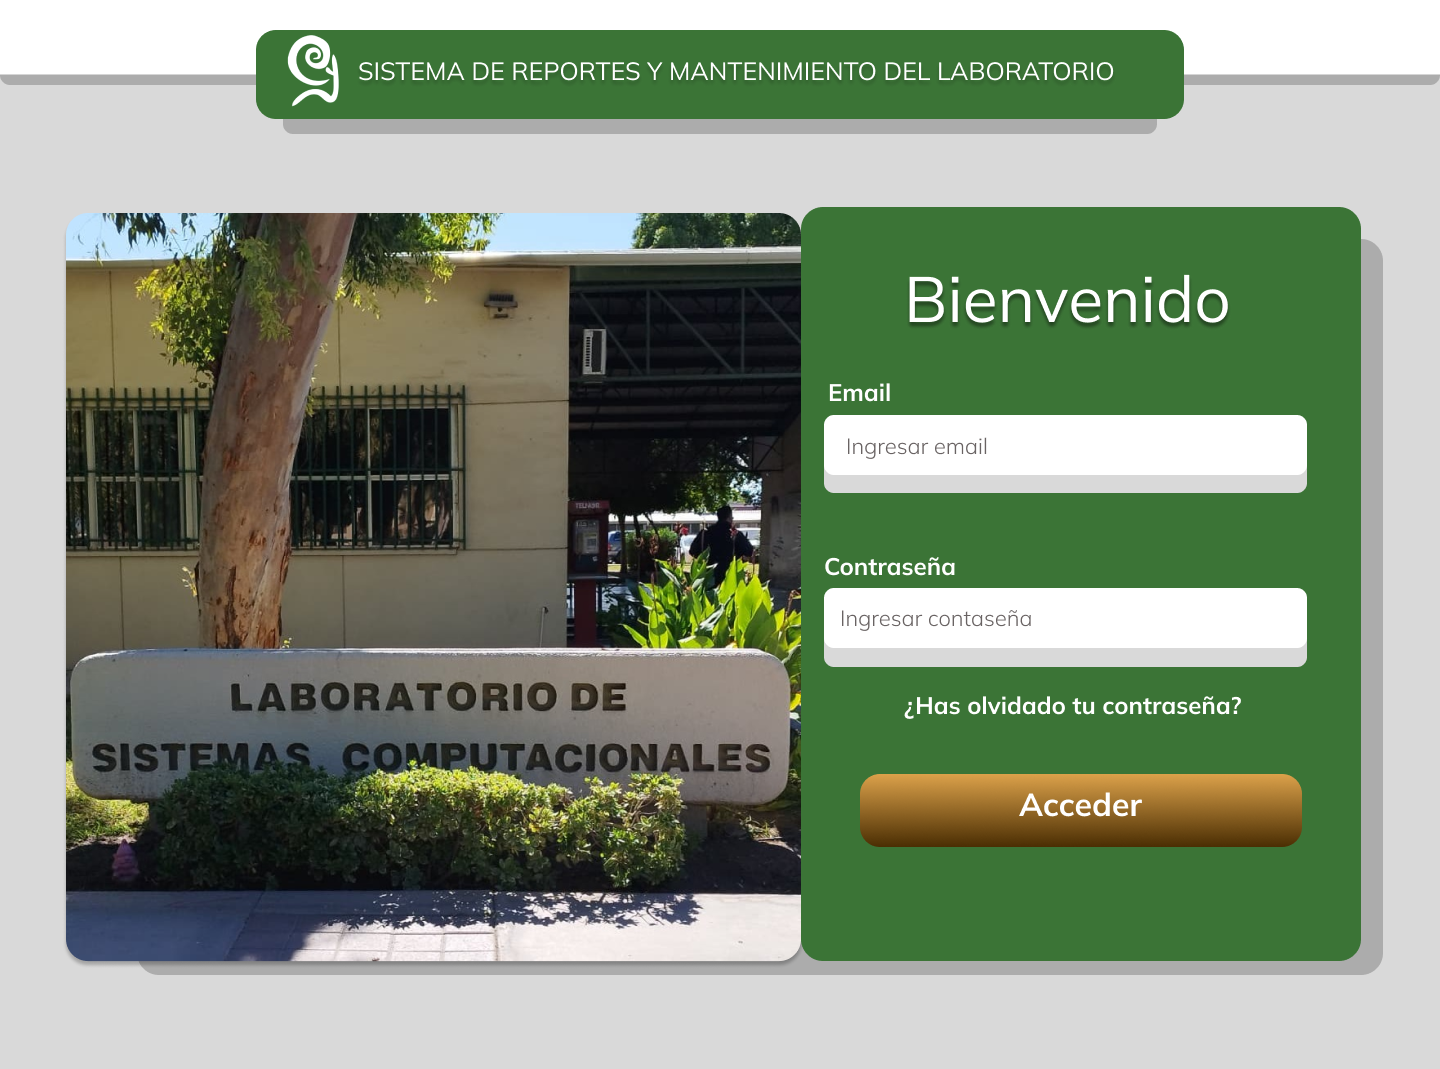 SISTEMA DE REPORTES Y MANTENIMIENTO DEL LABORATORIO
LABORATORIO DE
SISTEMAS COMPUTACIONALES
Bienvenido
Email
Ingresar email
Contraseña
Ingresar contaseña
¿Has olvidado tu contraseña?
Acceder